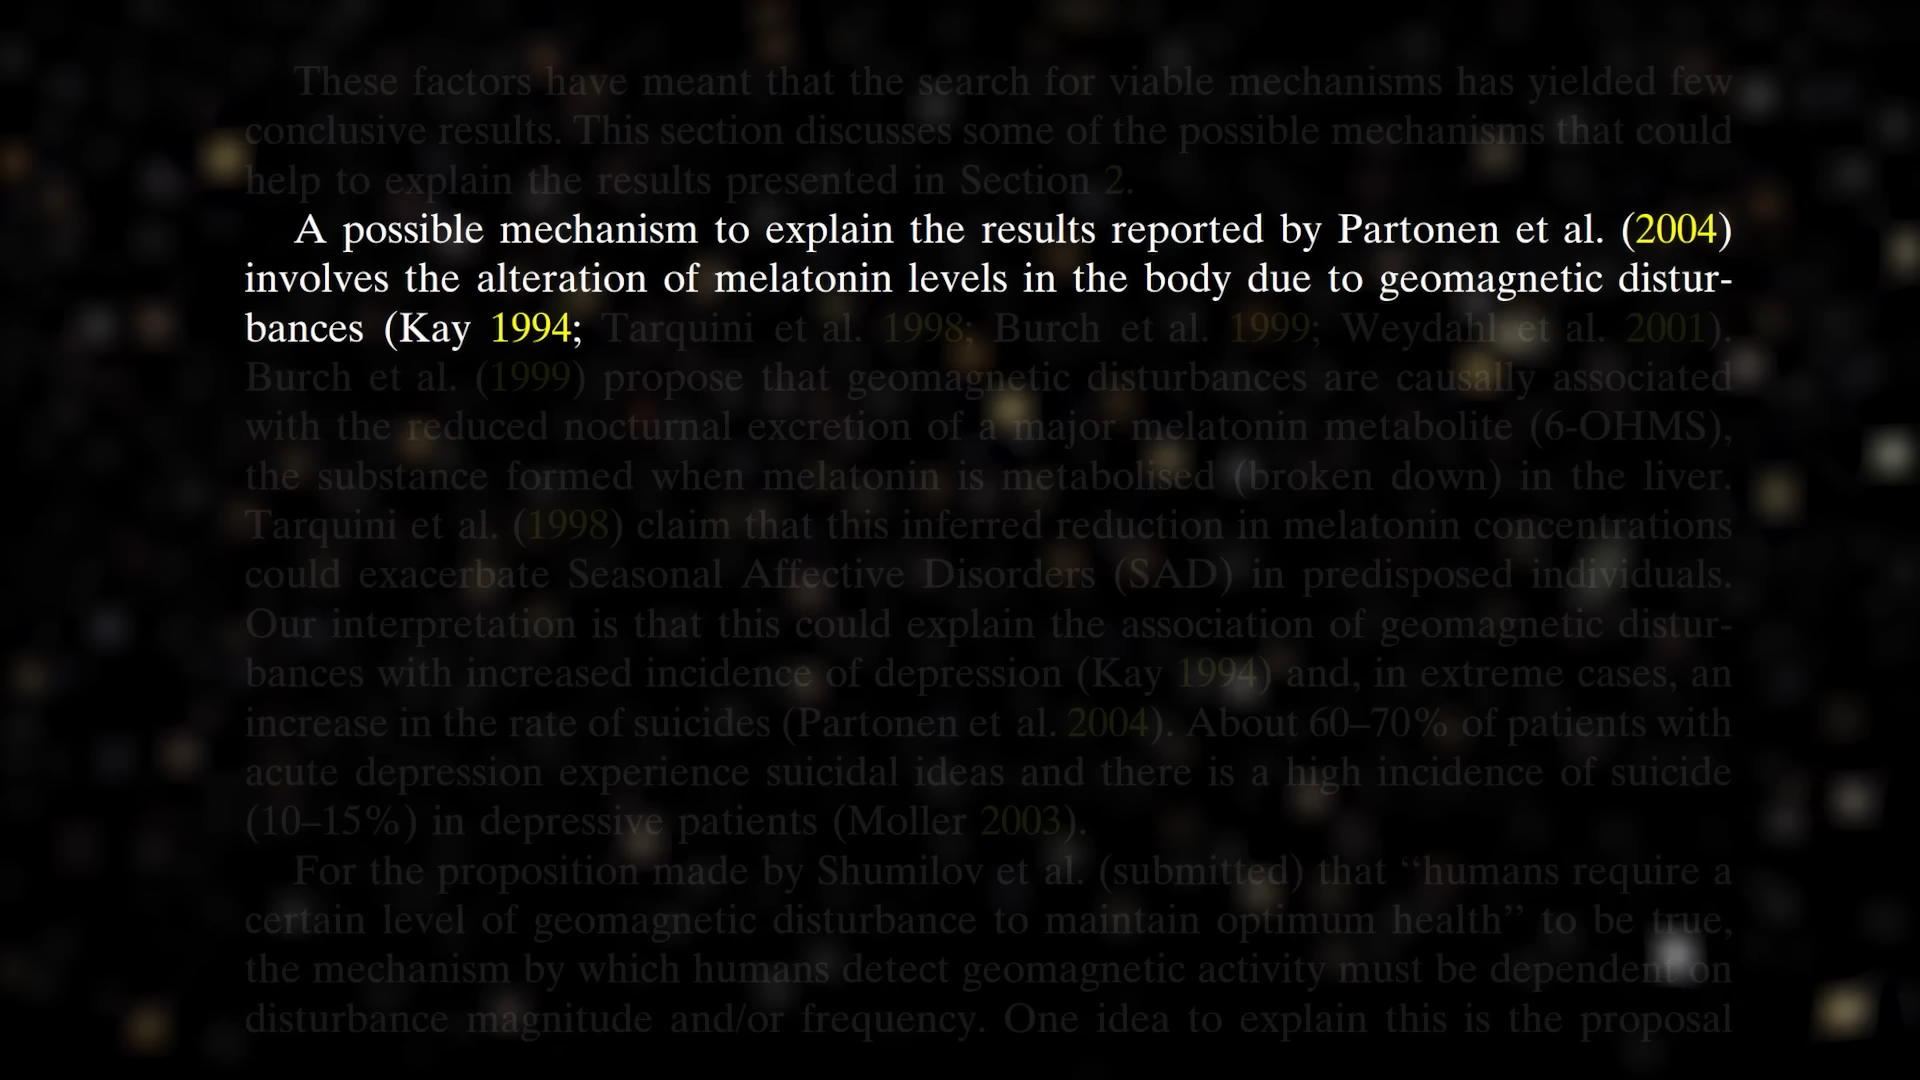 These factors have meant that the search for viable mechanisms has yielded few
conclusive results. This section discusses some of the possible mechanisms that could
help to explain the results presented in Section 2.
A possible mechanism to explain the results reported by Partonen et al. (2004)
involves the alteration of melatonin levels in the body due to geomagnetic distur-
bances (Kay 1994; Tarquini et al. 1998; Burch et al. 1999; Weydahl et al. 2001).
Burch et al. (1999) propose that geomagnetic disturbances are causally associated
with the reduced nocturnal excretion of a major melatonin metabolite (6-OHMS),
the substance formed when melatonin is metabolised (broken down) in the liver.
Tarquini et al. (1998) claim that this inferred reduction in melatonin concentrations
could exacerbate Seasonal Affective Disorders (SAD) in predisposed individuals.
Our interpretation is that this could explain the association of geomagnetic distur-
bances with increased incidence of depression (Kay 1994) and, in extreme cases, an
increase in the rate of suicides (Partonen et al. 2004). About 60–70% of patients with
acute depression experience suicidal ideas and there is a high incidence of suicide
(10–15%) in depressive patients (Moller 2003).
For the proposition made by Shumilov et al. (submitted) that “humans require a
certain level of geomagnetic disturbance to maintain optimum health” to be true,
the mechanism by which humans detect geomagnetic activity must be dependent on
disturbance magnitude and/or frequency. One idea to explain this is the proposal